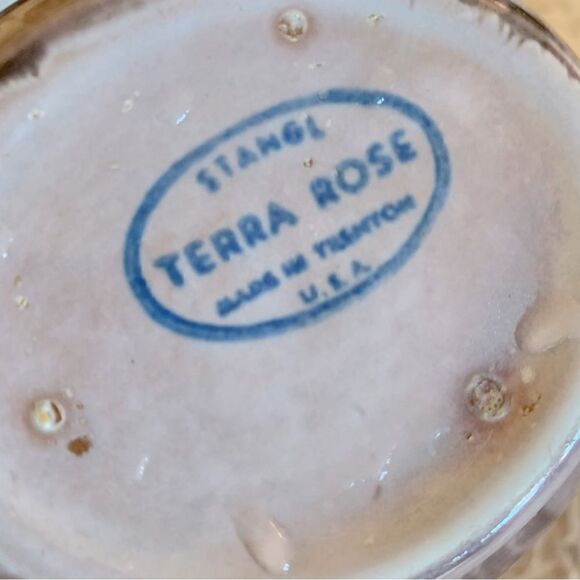 STANGL
TERRA ROSE
MADE IN TRENTON
U.S.A.